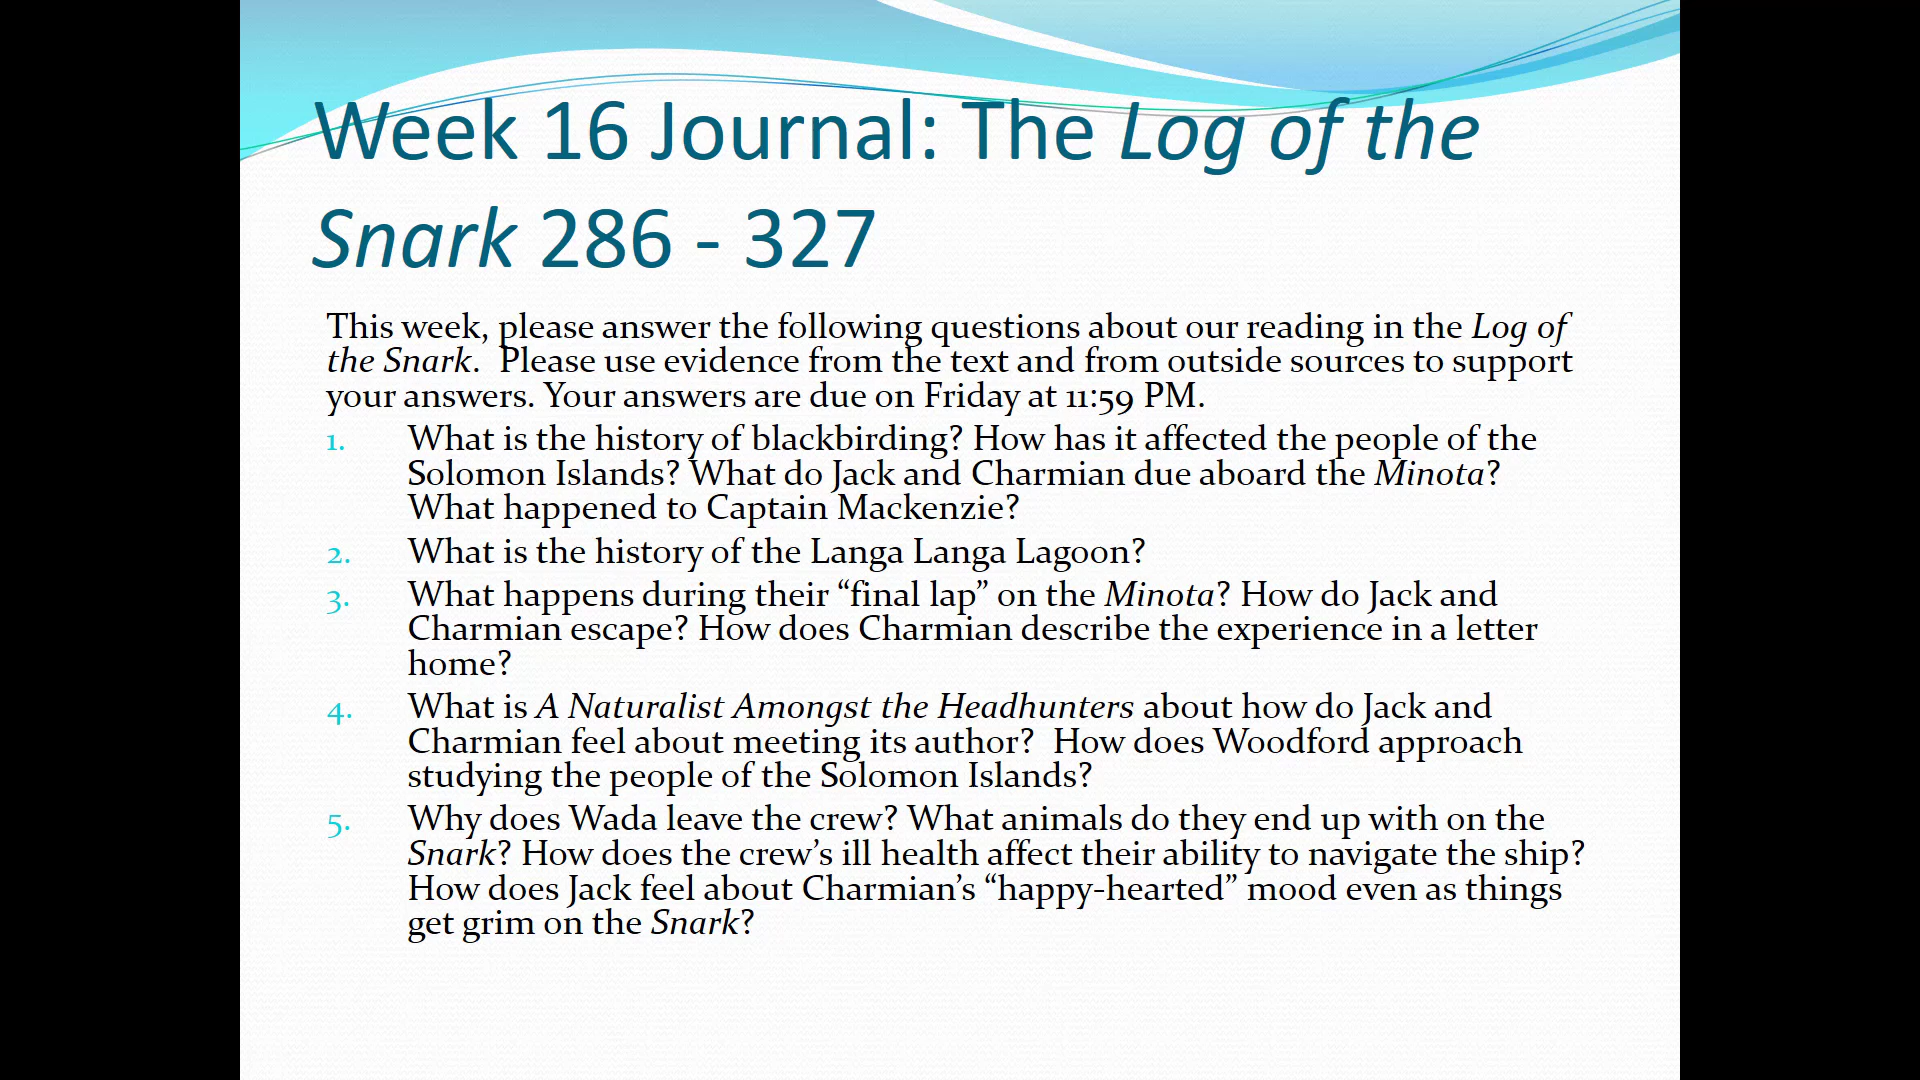 Week 16 Journal: The Log of the
Snark 286 - 327
This week, please answer the following questions about our reading in the Log of
the Snark.  Please use evidence from the text and from outside sources to support
your answers. Your answers are due on Friday at 11:59 PM.
1. What is the history of blackbirding? How has it affected the people of the
Solomon Islands? What do Jack and Charmian due aboard the Minota?
What happened to Captain Mackenzie?
2. What is the history of the Langa Langa Lagoon?
3. What happens during their “final lap” on the Minota? How do Jack and
Charmian escape? How does Charmian describe the experience in a letter
home?
4. What is A Naturalist Amongst the Headhunters about how do Jack and
Charmian feel about meeting its author?  How does Woodford approach
studying the people of the Solomon Islands?
5. Why does Wada leave the crew? What animals do they end up with on the
Snark? How does the crew’s ill health affect their ability to navigate the ship?
How does Jack feel about Charmian’s “happy-hearted” mood even as things
get grim on the Snark?